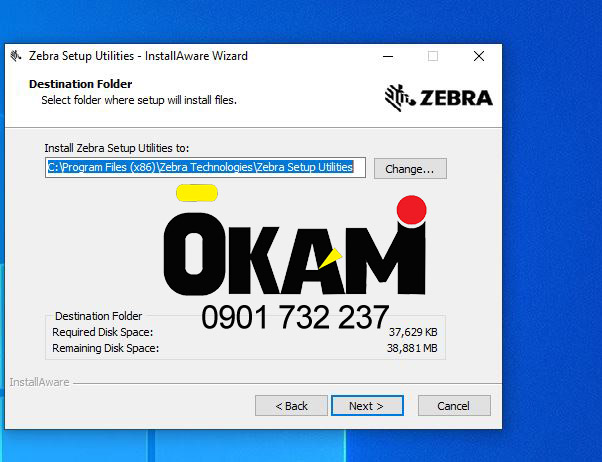 Zebra Setup Utilities - InstallAware Wizard
Destination Folder
Select folder where setup will install files.
ZEBRA
Install Zebra Setup Utilities to:
C:\Program Files (x86)\Zebra Technologies\Zebra Setup Utilities
Change...
ŌKAMI
0901 732 237
Destination Folder
Required Disk Space: 37,629 KB
Remaining Disk Space: 38,881 MB
InstallAware
< Back Next > Cancel